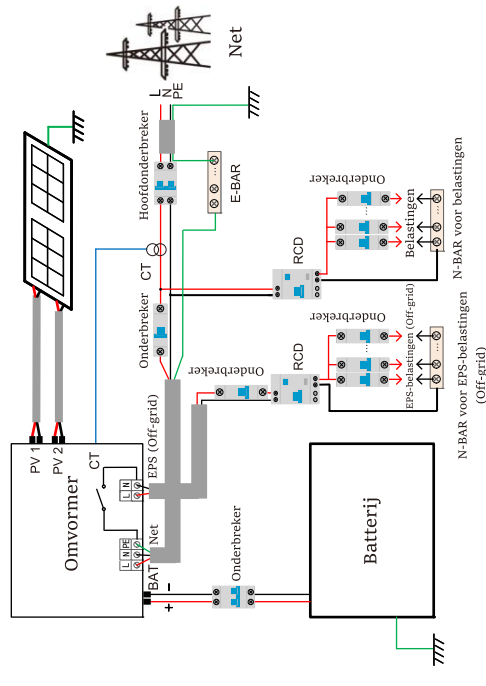 Net
L
N
PE
Hoofdonderbreker
E-BAR
CT
Onderbreker
RCD
Onderbreker
Belastingen
N-BAR voor belastingen
Onderbreker
RCD
Onderbreker
EPS-belastingen (Off-grid)
N-BAR voor EPS-belastingen
(Off-grid)
PV 1
PV 2
CT
Omvormer
EPS (Off-grid)
L N
Net
L N PE
BAT
+ −
Onderbreker
Batterij